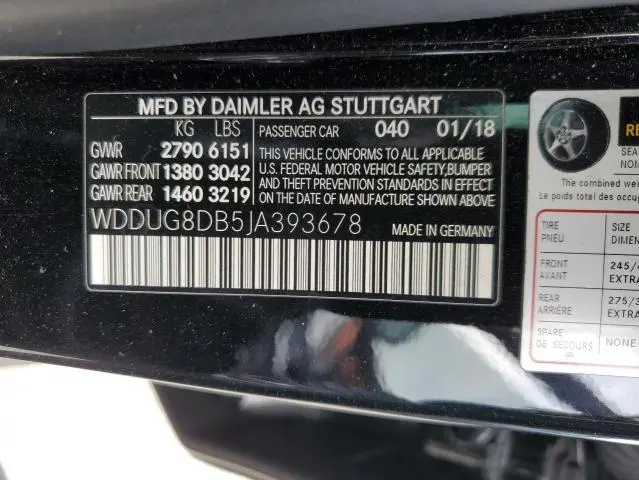 MFD BY DAIMLER AG STUTTGART
KG LBS PASSENGER CAR 040 01/18
GVWR 2790 6151
GAWR FRONT 1380 3042
GAWR REAR 1460 3219
THIS VEHICLE CONFORMS TO ALL APPLICABLE
U.S. FEDERAL MOTOR VEHICLE SAFETY, BUMPER
AND THEFT PREVENTION STANDARDS IN EFFECT
ON THE DATE OF MANUFACTURE SHOWN ABOVE.
WDDUG8DB5JA393678 MADE IN GERMANY
The combined
Le poids total des
TIRE
PNEU
SIZE
FRONT
AVANT
245/
EXTRA
REAR
ARRIÈRE
275/
EXTRA
SPARE
DE SECOURS
NONE